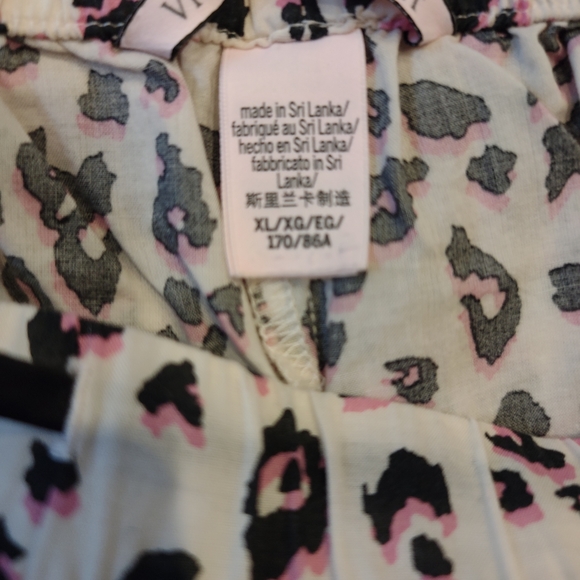 VI
made in Sri Lanka/
fabriqué au Sri Lanka/
hecho en Sri Lanka/
fabbricato in Sri
Lanka/
斯里兰卡制造
XL/XG/EG/
170/86A